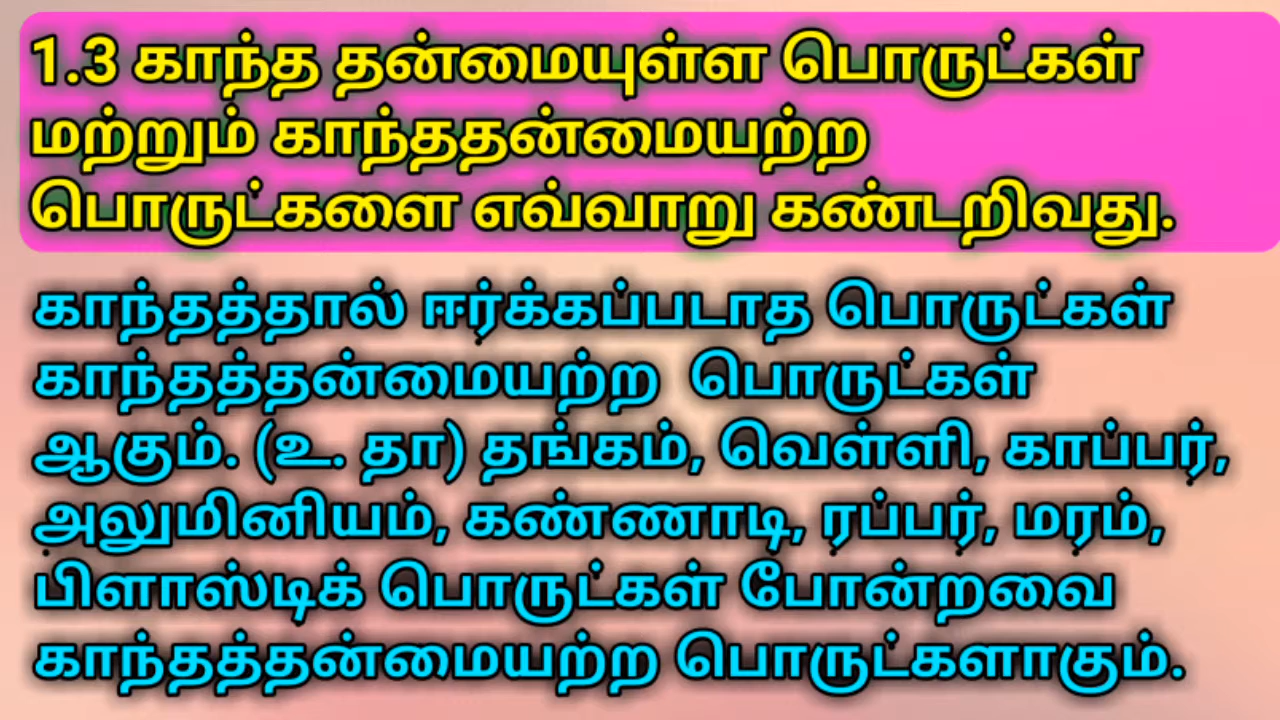 1.3 காந்த தன்மையுள்ள பொருட்கள்
மற்றும் காந்ததன்மையற்ற
பொருட்களை எவ்வாறு கண்டறிவது.
காந்தத்தால் ஈர்க்கப்படாத பொருட்கள்
காந்தத்தன்மையற்ற பொருட்கள்
ஆகும். (உ. தா) தங்கம், வெள்ளி, காப்பர்,
அலுமினியம், கண்ணாடி, ரப்பர், மரம்,
பிளாஸ்டிக் பொருட்கள் போன்றவை
காந்தத்தன்மையற்ற பொருட்களாகும்.